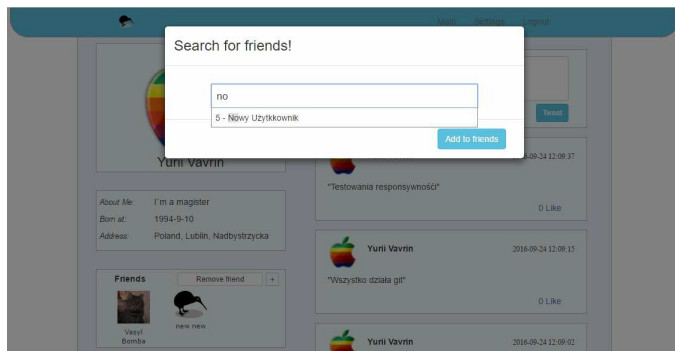 Main Settings Logout
Search for friends!
no
5 - Nowy Użytkkownik
Add to friends
Tweet
Yurii Vavrin
About Me: I`m a magister
Born at: 1994-9-10
Address: Poland, Lublin, Nadbystrzycka
Friends Remove friend +
Vasyl
Bomba
new new
6-09-24 12:09:37
"Testowania responsywności"
0 Like
Yurii Vavrin 2016-09-24 12:09:15
"Wszystko działa git"
0 Like
Yurii Vavrin 2016-09-24 12:09:02